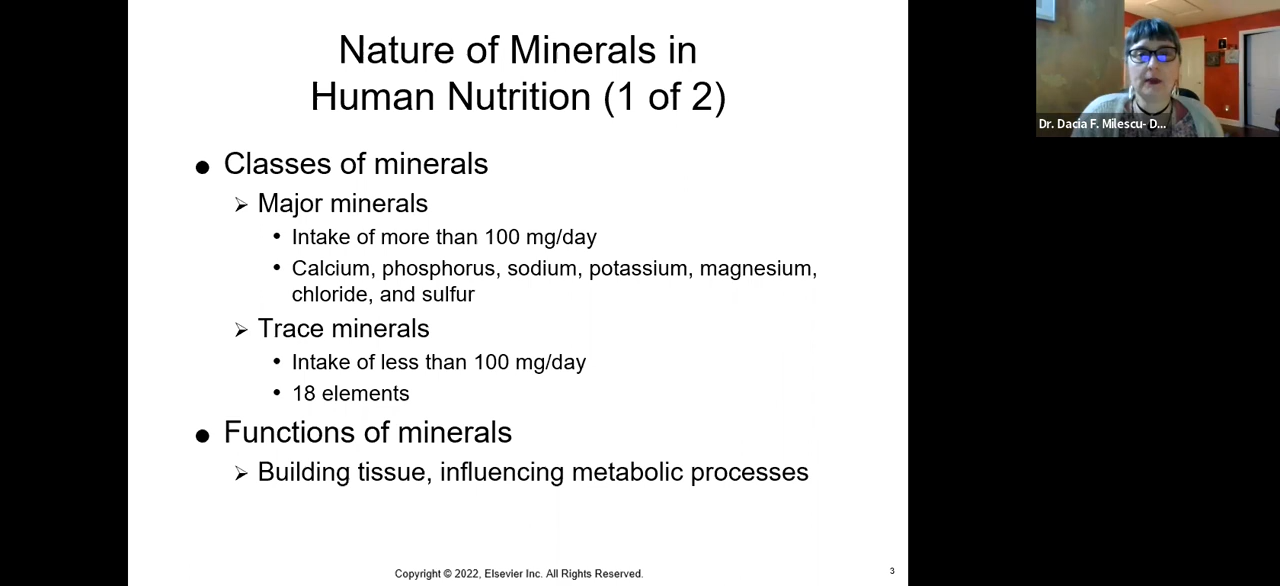 Nature of Minerals in
Human Nutrition (1 of 2)
Classes of minerals
Major minerals
Intake of more than 100 mg/day
Calcium, phosphorus, sodium, potassium, magnesium,
chloride, and sulfur
Trace minerals
Intake of less than 100 mg/day
18 elements
Functions of minerals
Building tissue, influencing metabolic processes
Copyright © 2022, Elsevier Inc. All Rights Reserved.
3
Dr. Dacia F. Milescu- D...